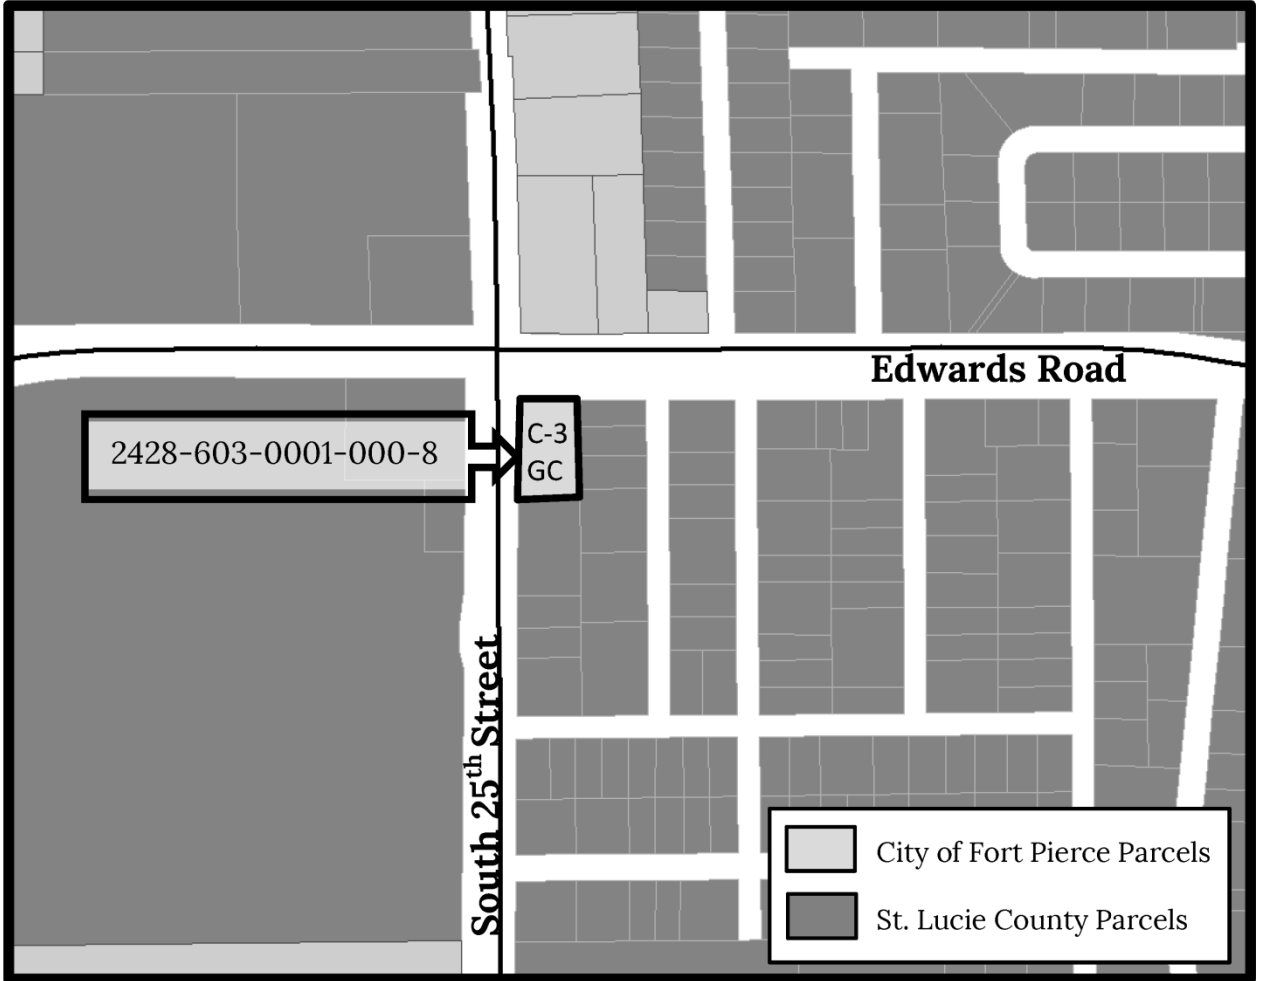 Edwards Road
2428-603-0001-000-8
C-3
GC
South 25th Street
City of Fort Pierce Parcels
St. Lucie County Parcels